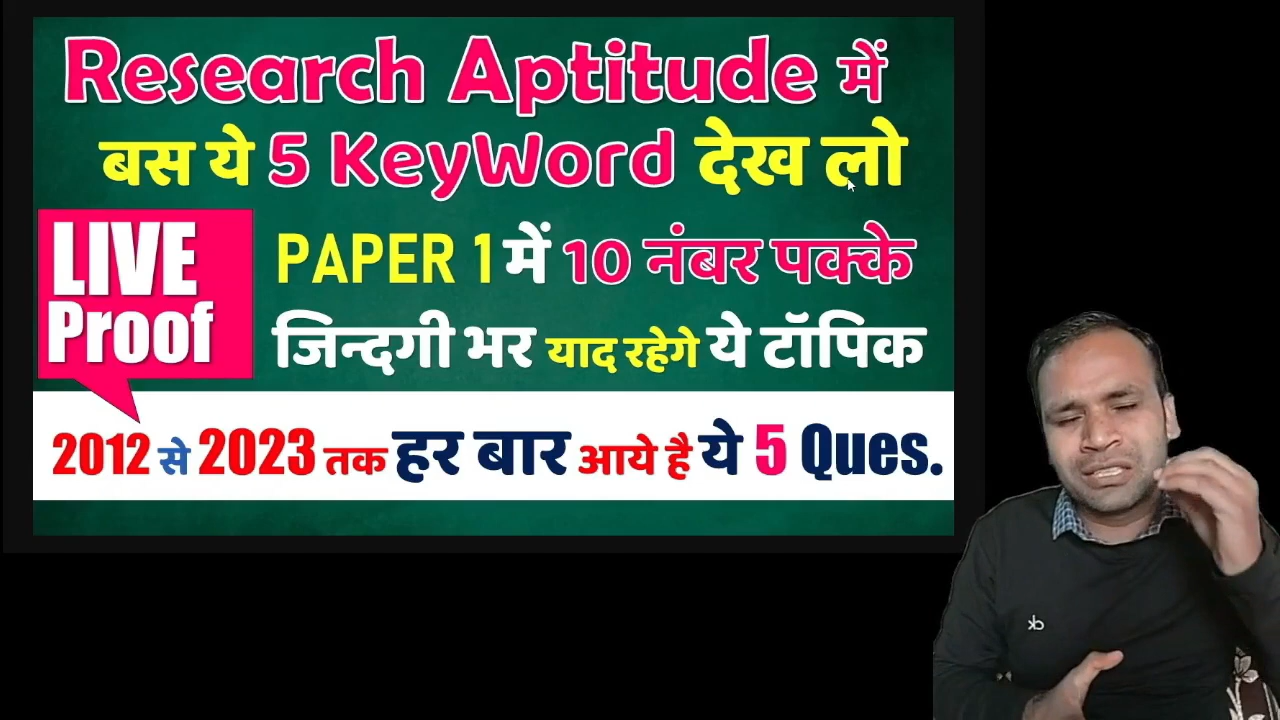 Research Aptitude में
बस ये 5 KeyWord देख लो
LIVE
Proof
PAPER 1 में 10 नंबर पक्के
जिन्दगी भर याद रहेगे ये टॉपिक
2012 से 2023 तक हर बार आये है ये 5 Ques.